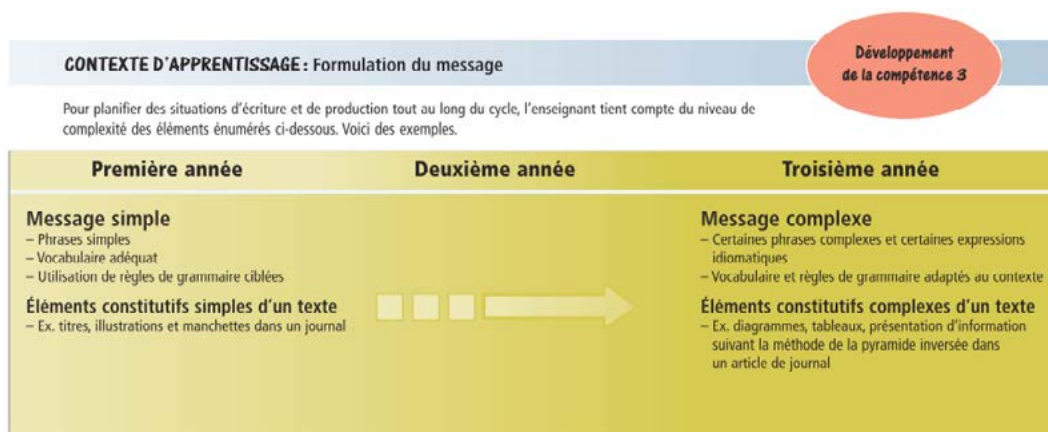 CONTEXTE D'APPRENTISSAGE : Formulation du message
Développement
de la compétence 3
Pour planifier des situations d'écriture et de production tout au long du cycle, l'enseignant tient compte du niveau de
complexité des éléments énumérés ci-dessous. Voici des exemples.
Première année
Deuxième année
Troisième année
Message simple
– Phrases simples
– Vocabulaire adéquat
– Utilisation de règles de grammaire ciblées
Éléments constitutifs simples d'un texte
– Ex. titres, illustrations et manchettes dans un journal
Message complexe
– Certaines phrases complexes et certaines expressions
idiomatiques
– Vocabulaire et règles de grammaire adaptés au contexte
Éléments constitutifs complexes d'un texte
– Ex. diagrammes, tableaux, présentation d'information
suivant la méthode de la pyramide inversée dans
un article de journal